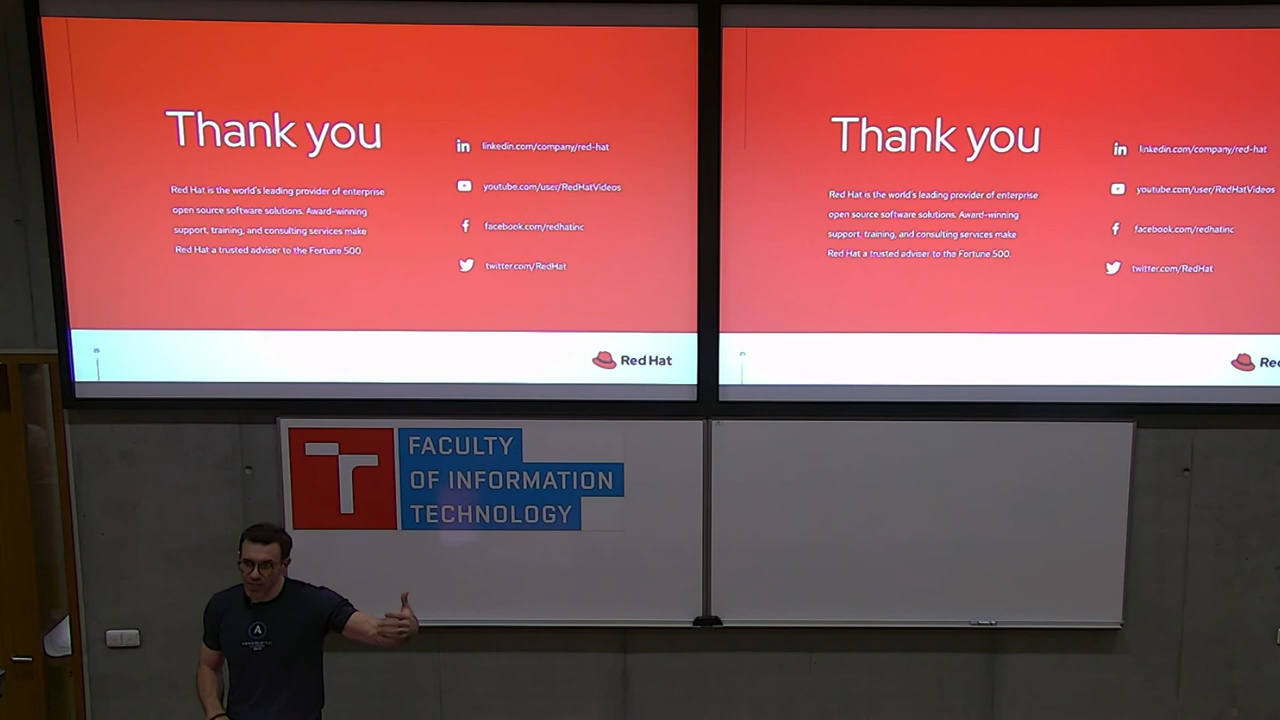 Thank you
Red Hat is the world's leading provider of enterprise
open source software solutions. Award-winning
support, training, and consulting services make
Red Hat a trusted adviser to the Fortune 500.
in linkedin.com/company/red-hat
youtube.com/user/RedHatVideos
f facebook.com/redhatinc
twitter.com/RedHat
Red Hat
Thank you
Red Hat is the world's leading provider of enterprise
open source software solutions. Award-winning
support, training, and consulting services make
Red Hat a trusted adviser to the Fortune 500.
in linkedin.com/company/red-hat
youtube.com/user/RedHatVideos
f facebook.com/redhatinc
twitter.com/RedHat
Red
T FACULTY
OF INFORMATION
TECHNOLOGY
A